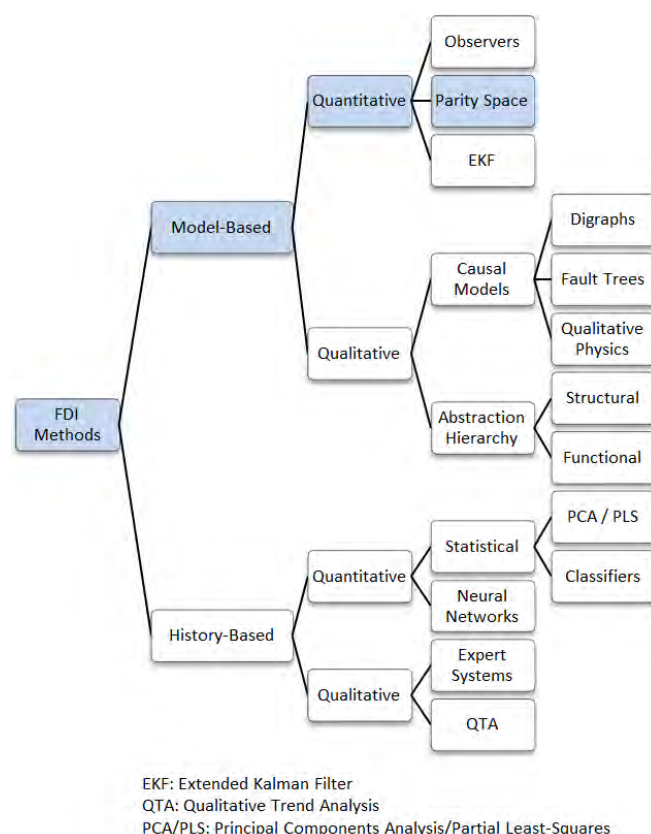 Observers
Quantitative
Parity Space
EKF
Model-Based
Digraphs
Causal
Models
Fault Trees
Qualitative
Qualitative
Physics
FDI
Methods
Abstraction
Hierarchy
Structural
Functional
PCA / PLS
Statistical
Quantitative
Classifiers
Neural
Networks
History-Based
Expert
Systems
Qualitative
QTA
EKF: Extended Kalman Filter
QTA: Qualitative Trend Analysis
PCA/PLS: Principal Components Analysis/Partial Least-Squares